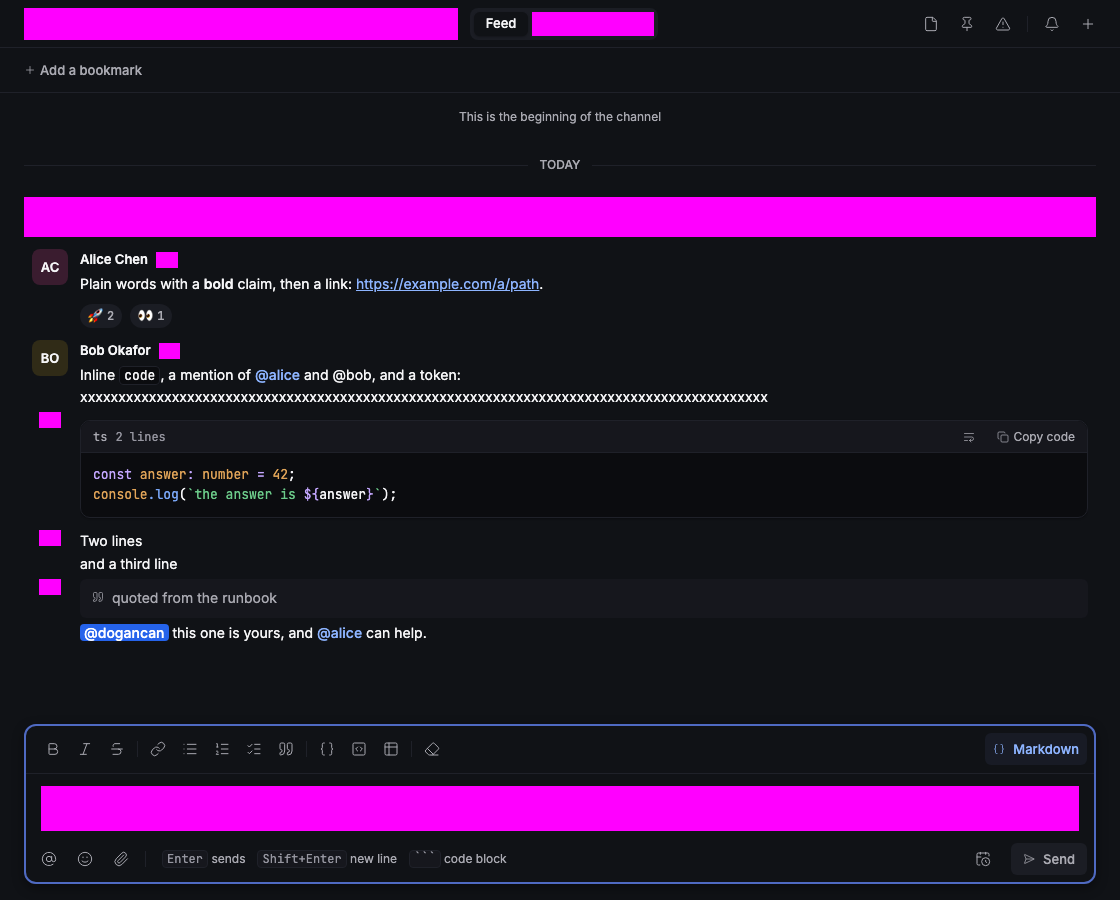 Feed
+ Add a bookmark
This is the beginning of the channel
TODAY
AC
Alice Chen
Plain words with a bold claim, then a link: https://example.com/a/path.
🚀 2 👀 1
BO
Bob Okafor
Inline code, a mention of @alice and @bob, and a token:
xxxxxxxxxxxxxxxxxxxxxxxxxxxxxxxxxxxxxxxxxxxxxxxxxxxxxxxxxxxxxxxxxxxxxxxxxxxxxxxxxxxxxxxxxx
ts 2 lines Copy code
const answer: number = 42;
console.log(`the answer is ${answer}`);
Two lines
and a third line
quoted from the runbook
@dogancan this one is yours, and @alice can help.
Markdown
Enter sends Shift+Enter new line ``` code block
Send